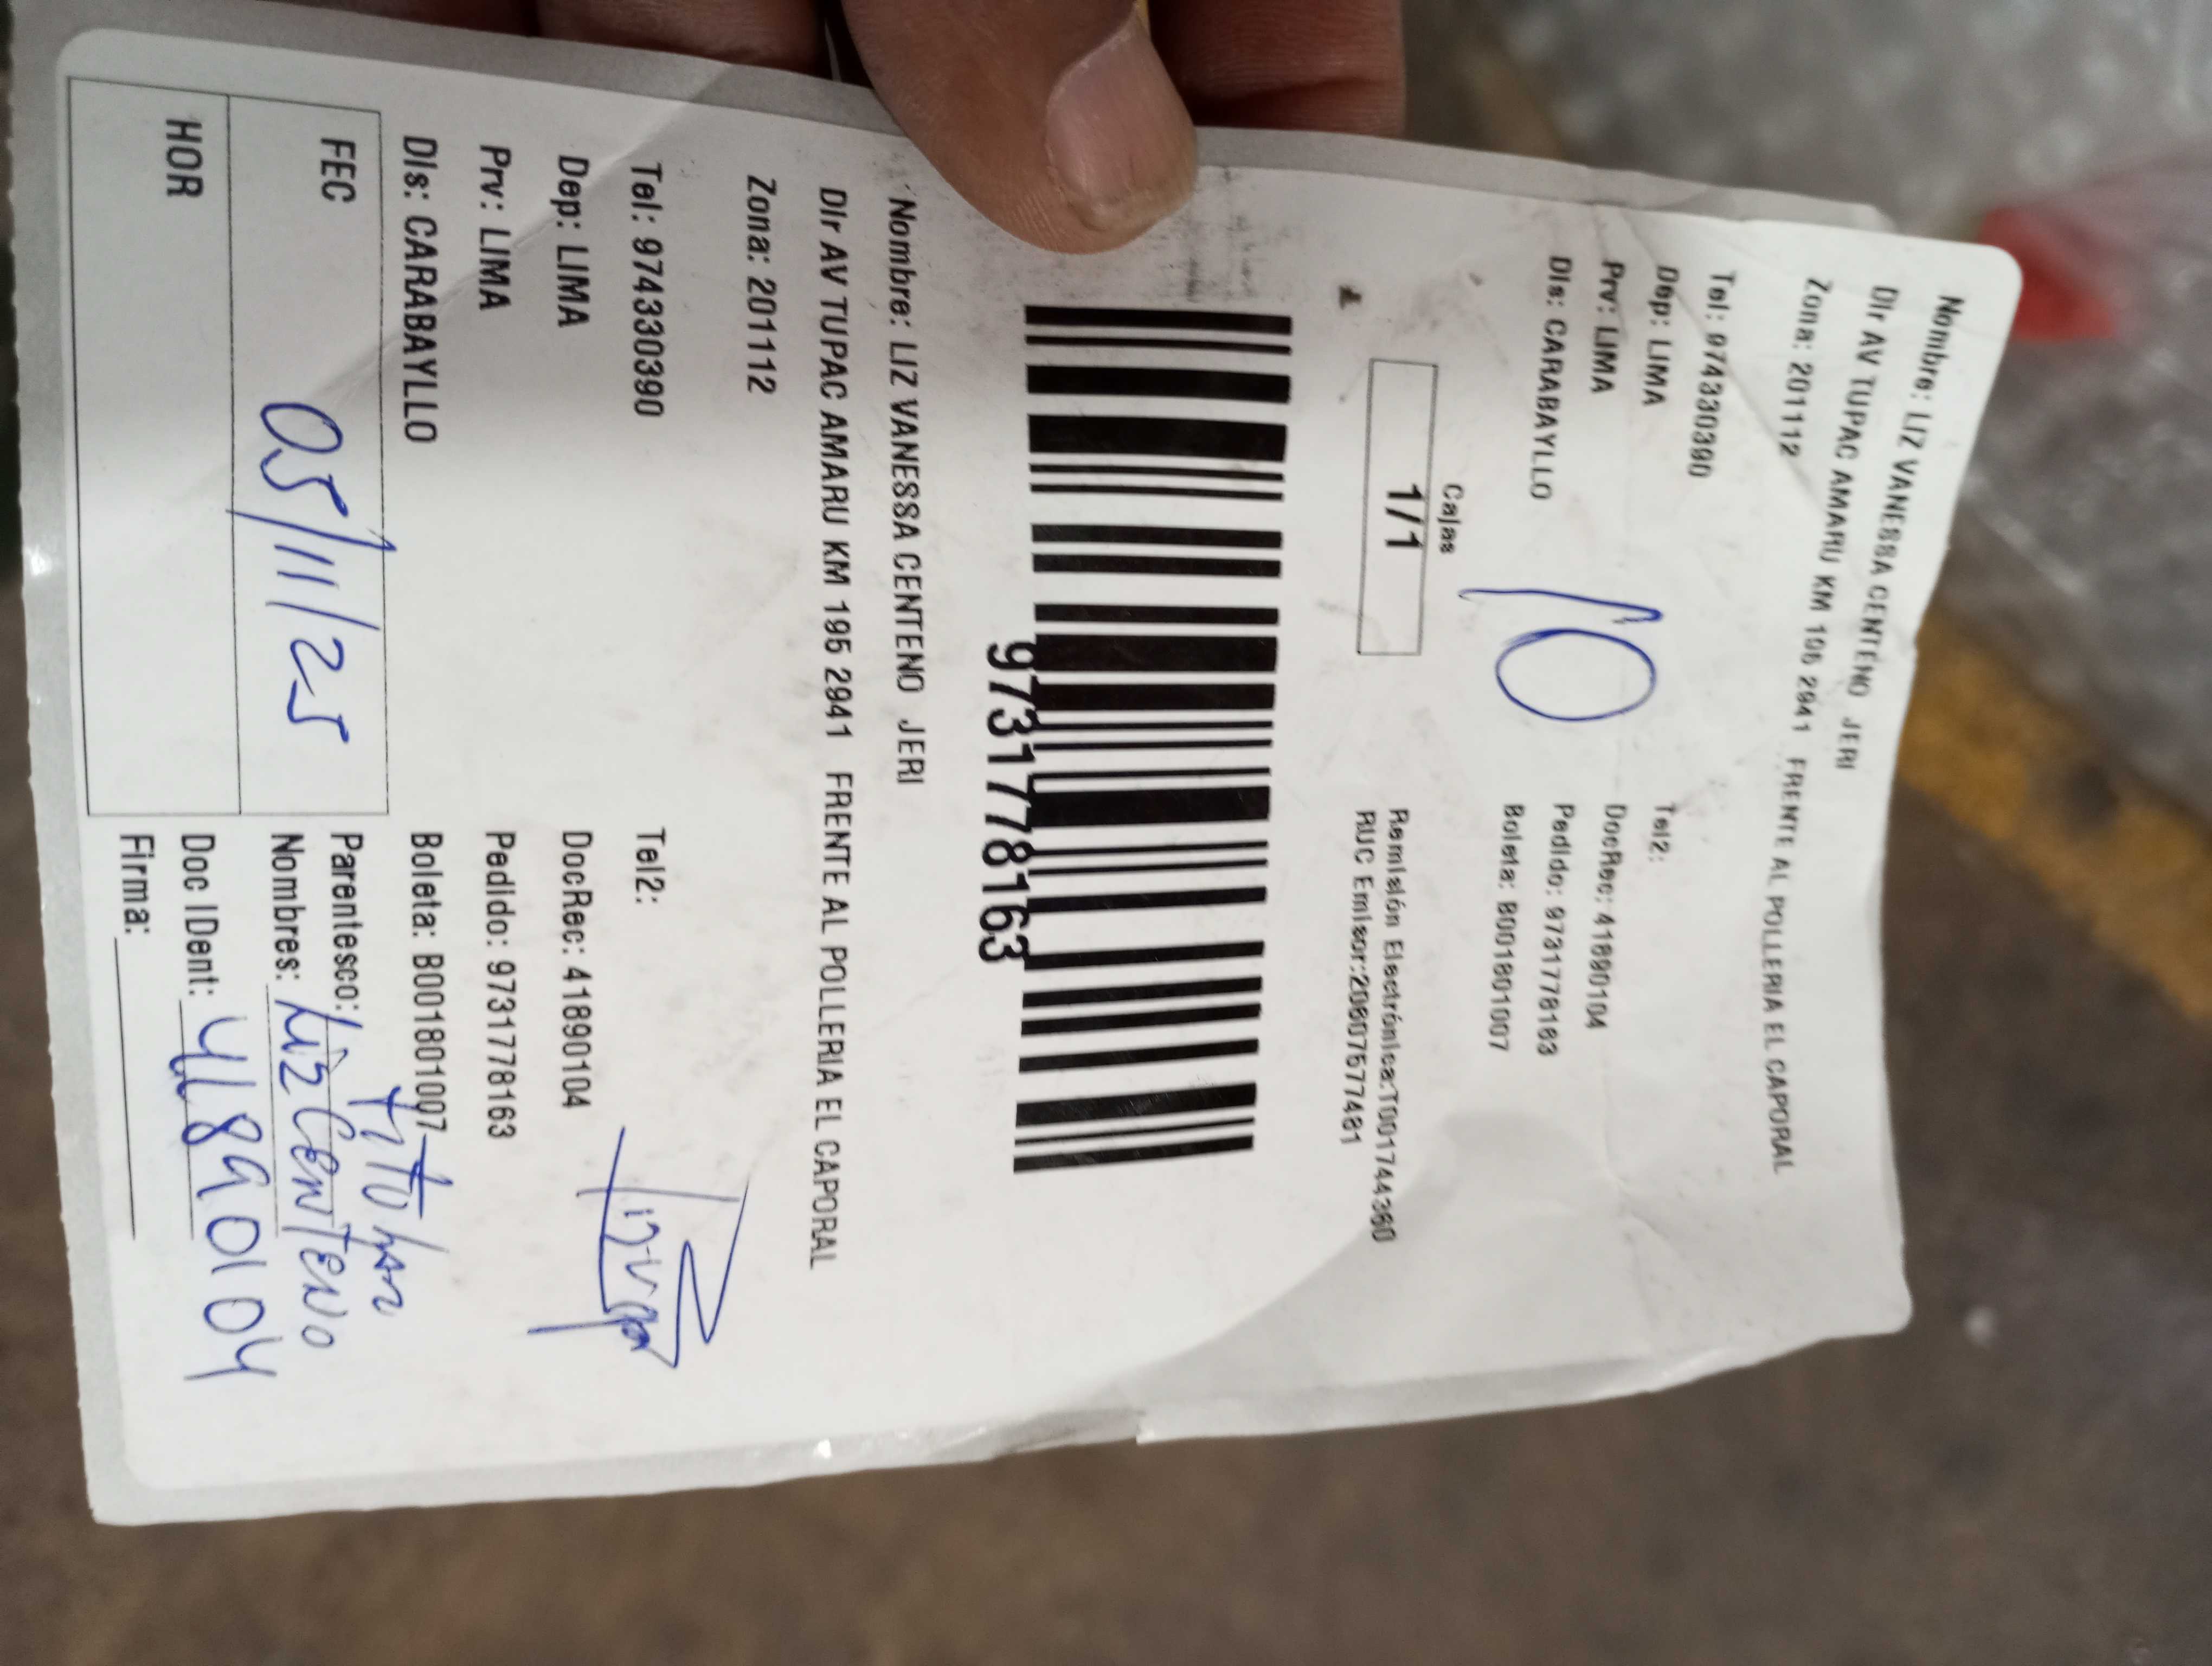 Nombre: LIZ VANESSA CENTENO JERI
Dir AV TUPAC AMARU KM 195 2941 FRENTE AL POLLERIA EL CAPORAL
Zona: 201112
Tel: 974330390 Tel2:
Dep: LIMA DocRec: 41890104
Prv: LIMA Pedido: 9731778163
Dis: CARABAYLLO Boleta: B001801007
10
Cajas
1/1
Remisión Electrónica:T001744360
RUC Emisor:20607577481
9731778163
Nombre: LIZ VANESSA CENTENO JERI
Dir AV TUPAC AMARU KM 195 2941 FRENTE AL POLLERIA EL CAPORAL
Zona: 201112
Tel: 974330390 Tel2:
Dep: LIMA DocRec: 41890104
Prv: LIMA Pedido: 9731778163
Dis: CARABAYLLO Boleta: B001801007
FEC 05/11/25
HOR
Parentesco: Titular
Nombres: Liz Centeno
Doc IDent: 41890104
Firma: